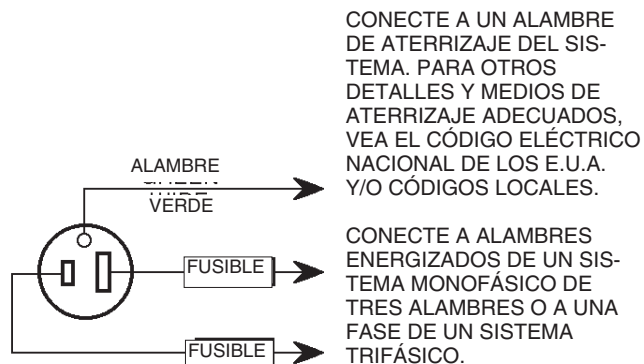 CONECTE A UN ALAMBRE
DE ATERRIZAJE DEL SIS-
TEMA. PARA OTROS
DETALLES Y MEDIOS DE
ATERRIZAJE ADECUADOS,
VEA EL CÓDIGO ELÉCTRICO
NACIONAL DE LOS E.U.A.
Y/O CÓDIGOS LOCALES.
ALAMBRE
VERDE
CONECTE A ALAMBRES
ENERGIZADOS DE UN SIS-
TEMA MONOFÁSICO DE
TRES ALAMBRES O A UNA
FASE DE UN SISTEMA
TRIFÁSICO.
FUSIBLE
FUSIBLE